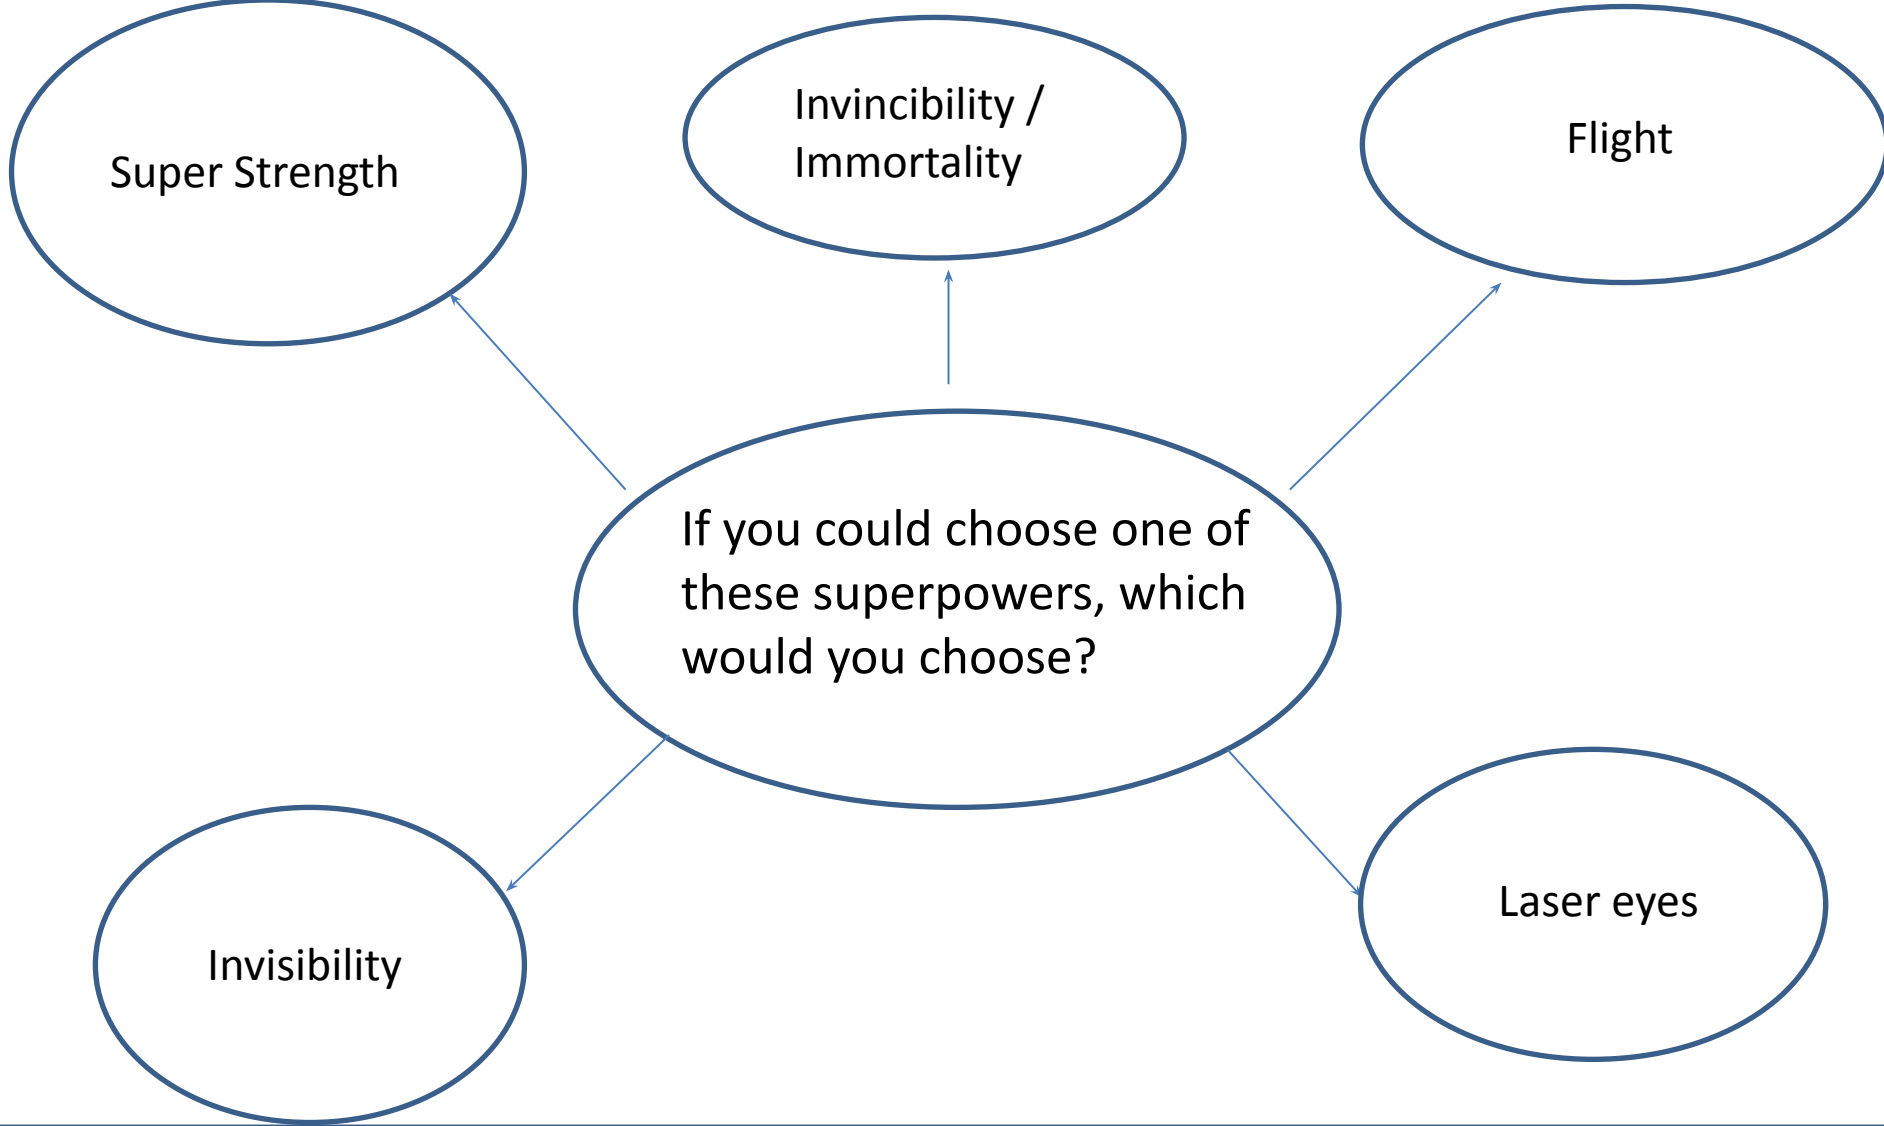 Super Strength
Invincibility /
Immortality
Flight
If you could choose one of
these superpowers, which
would you choose?
Invisibility
Laser eyes